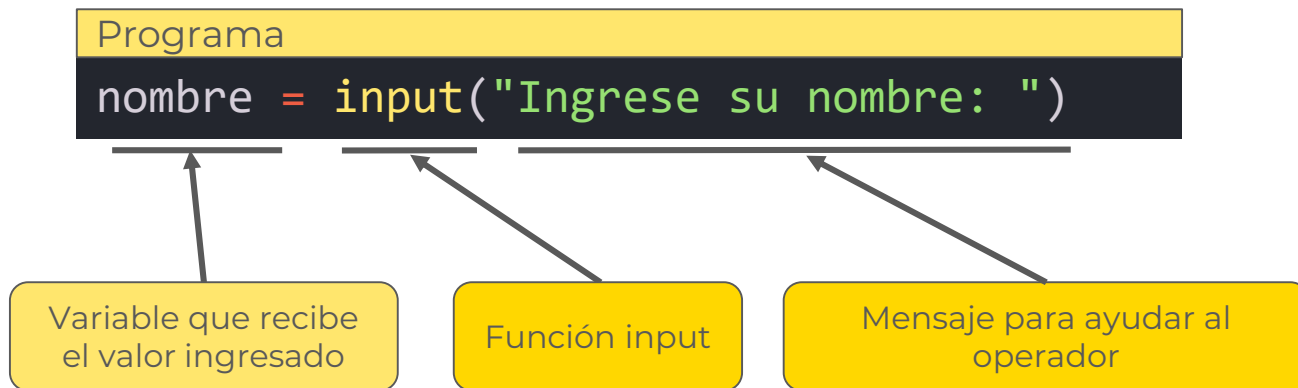 Programa
nombre = input("Ingrese su nombre: ")
Variable que recibe
el valor ingresado
Función input
Mensaje para ayudar al
operador